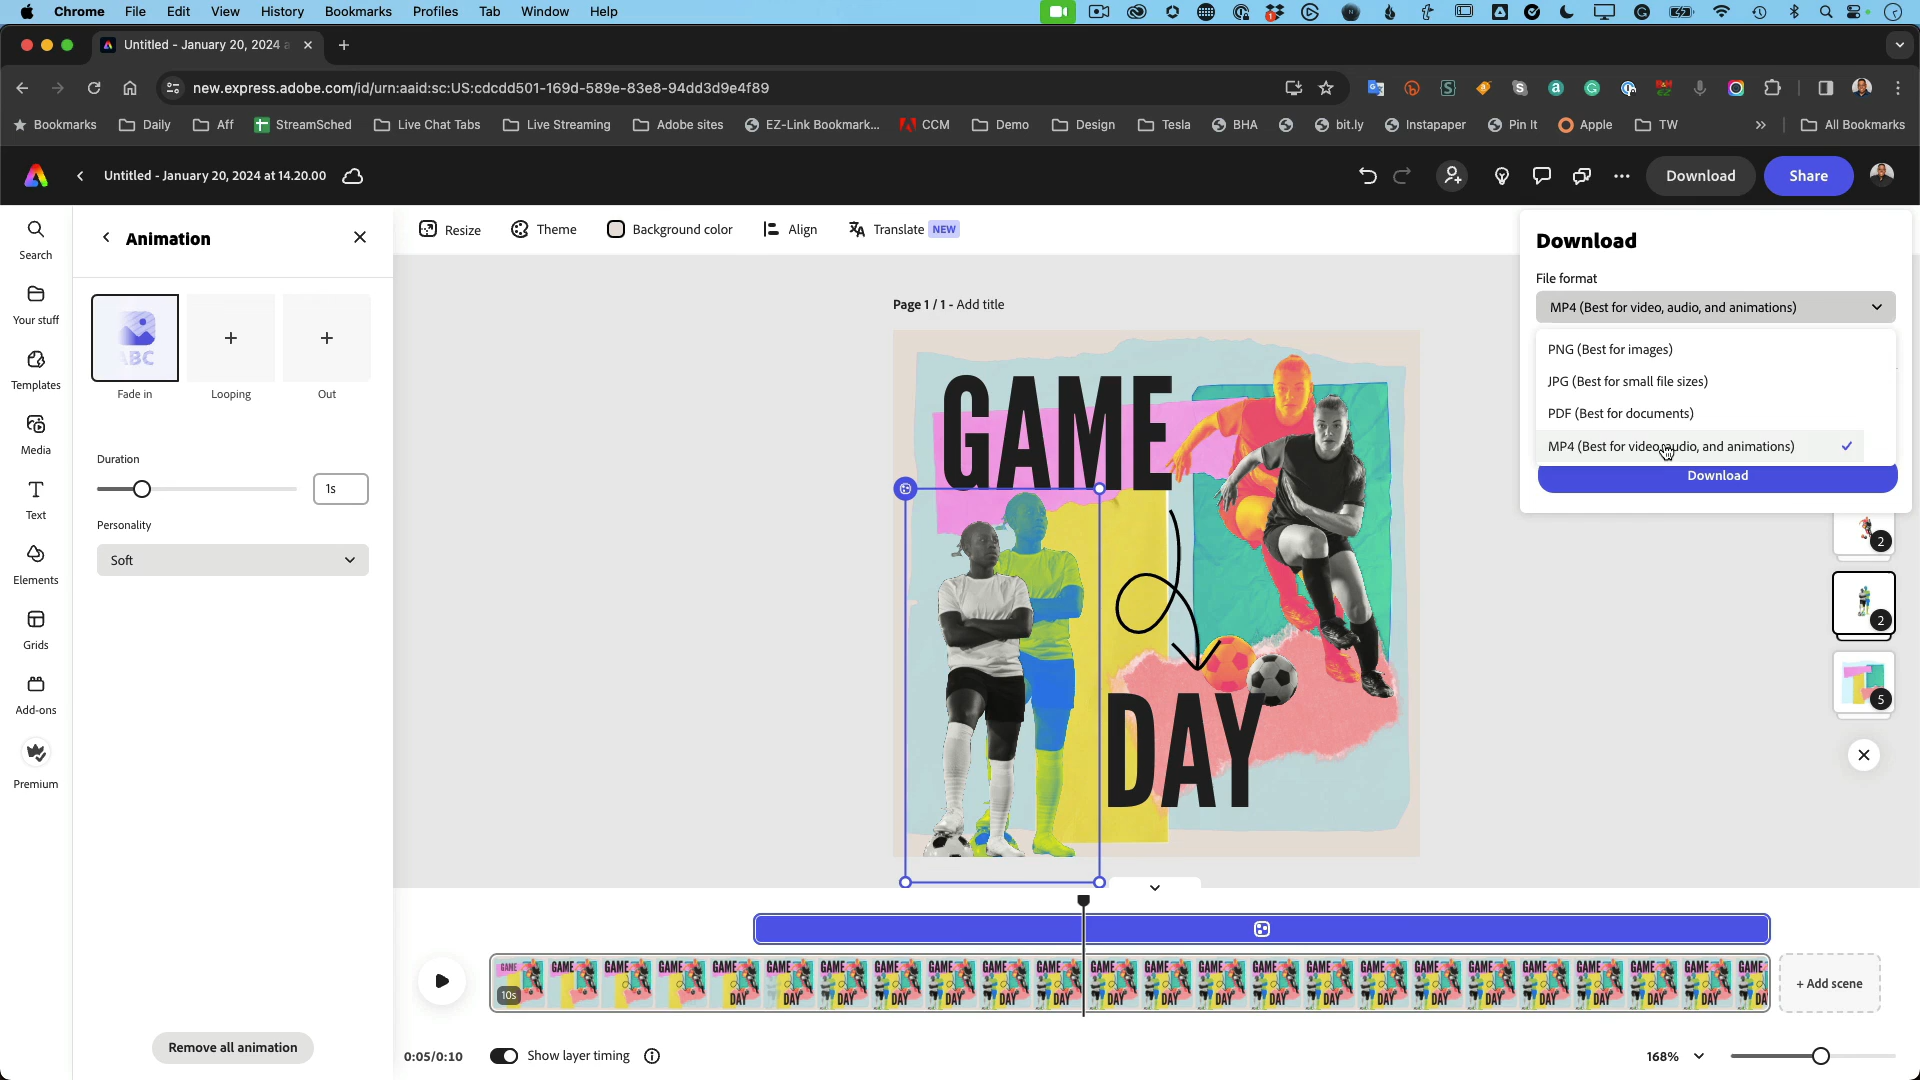 Chrome File Edit View History Bookmarks Profiles Tab Window Help
Untitled - January 20, 2024 a
new.express.adobe.com/id/urn:aaid:sc:US:cdcdd501-169d-589e-83e8-94dd3d9e4f89
Bookmarks Daily Aff StreamSched Live Chat Tabs Live Streaming Adobe sites EZ-Link Bookmark... CCM Demo Design Tesla BHA bit.ly Instapaper Pin It Apple TW » All Bookmarks
Untitled - January 20, 2024 at 14.20.00
Download Share
Search
Your stuff
Templates
Media
Text
Elements
Grids
Add-ons
Premium
Animation
ABC
Fade in Looping Out
Duration
1s
Personality
Soft
Remove all animation
Resize Theme Background color Align Translate NEW
Page 1 / 1 - Add title
GAME
DAY
Download
File format
MP4 (Best for video, audio, and animations)
PNG (Best for images)
JPG (Best for small file sizes)
PDF (Best for documents)
MP4 (Best for video, audio, and animations)
Download
2
2
5
10s
+ Add scene
0:05/0:10 Show layer timing
168%